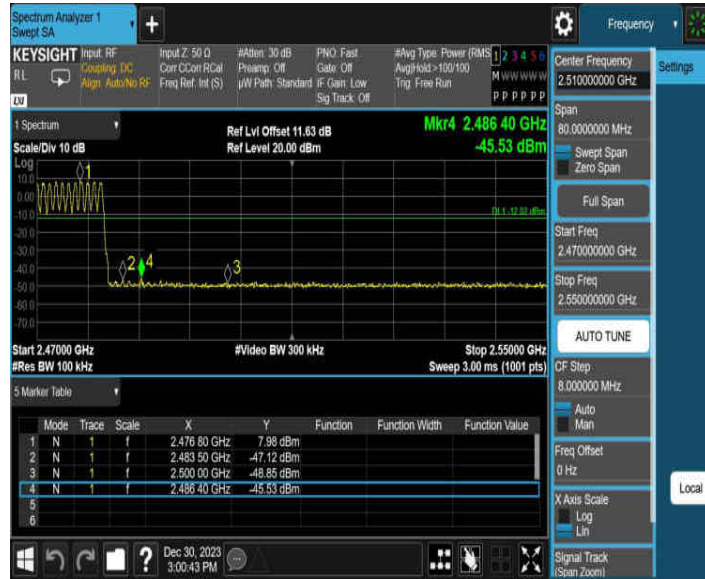 Spectrum Analyzer 1
Swept SA
+
Frequency
KEYSIGHT
RL
LXI
Input: RF
Coupling: DC
Align: Auto/No RF
Input Z: 50 Ω
Corr CCorr RCal
Freq Ref: Int (S)
#Atten: 30 dB
Preamp: Off
µW Path: Standard
PNO: Fast
Gate: Off
IF Gain: Low
Sig Track: Off
#Avg Type: Power (RMS
Avg|Hold:>100/100
Trig: Free Run
1 2 3 4 5 6
M W W W W W
P P P P P P
1 Spectrum
Scale/Div 10 dB
Ref Lvl Offset 11.63 dB
Ref Level 20.00 dBm
Mkr4 2.486 40 GHz
-45.53 dBm
Log
10.0
0.00
-10.0
-20.0
-30.0
-40.0
-50.0
-60.0
-70.0
1
2
4
3
DL1 -12.02 dBm
Start 2.47000 GHz
#Res BW 100 kHz
#Video BW 300 kHz
Stop 2.55000 GHz
Sweep 3.00 ms (1001 pts)
5 Marker Table
Mode Trace Scale X Y Function Function Width Function Value
1 N 1 f 2.476 80 GHz 7.98 dBm
2 N 1 f 2.483 50 GHz -47.12 dBm
3 N 1 f 2.500 00 GHz -48.85 dBm
4 N 1 f 2.486 40 GHz -45.53 dBm
5
6
?
Dec 30, 2023
3:00:43 PM
Center Frequency
2.510000000 GHz
Span
80.0000000 MHz
Swept Span
Zero Span
Full Span
Start Freq
2.470000000 GHz
Stop Freq
2.550000000 GHz
AUTO TUNE
CF Step
8.000000 MHz
Auto
Man
Freq Offset
0 Hz
X Axis Scale
Log
Lin
Signal Track
(Span Zoom)
Settings
Local